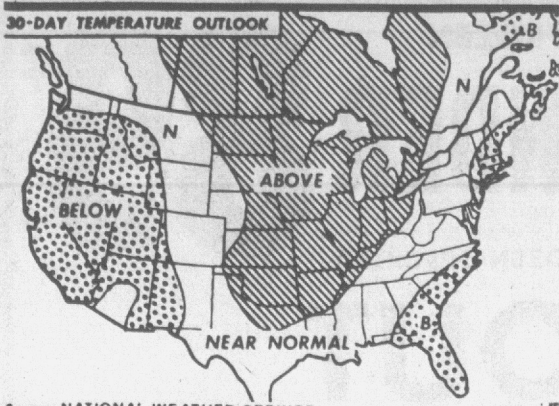 30-DAY TEMPERATURE OUTLOOK
B
B
N
N
ABOVE
BELOW
B
NEAR NORMAL
NATIONAL WEATHER SERVICE